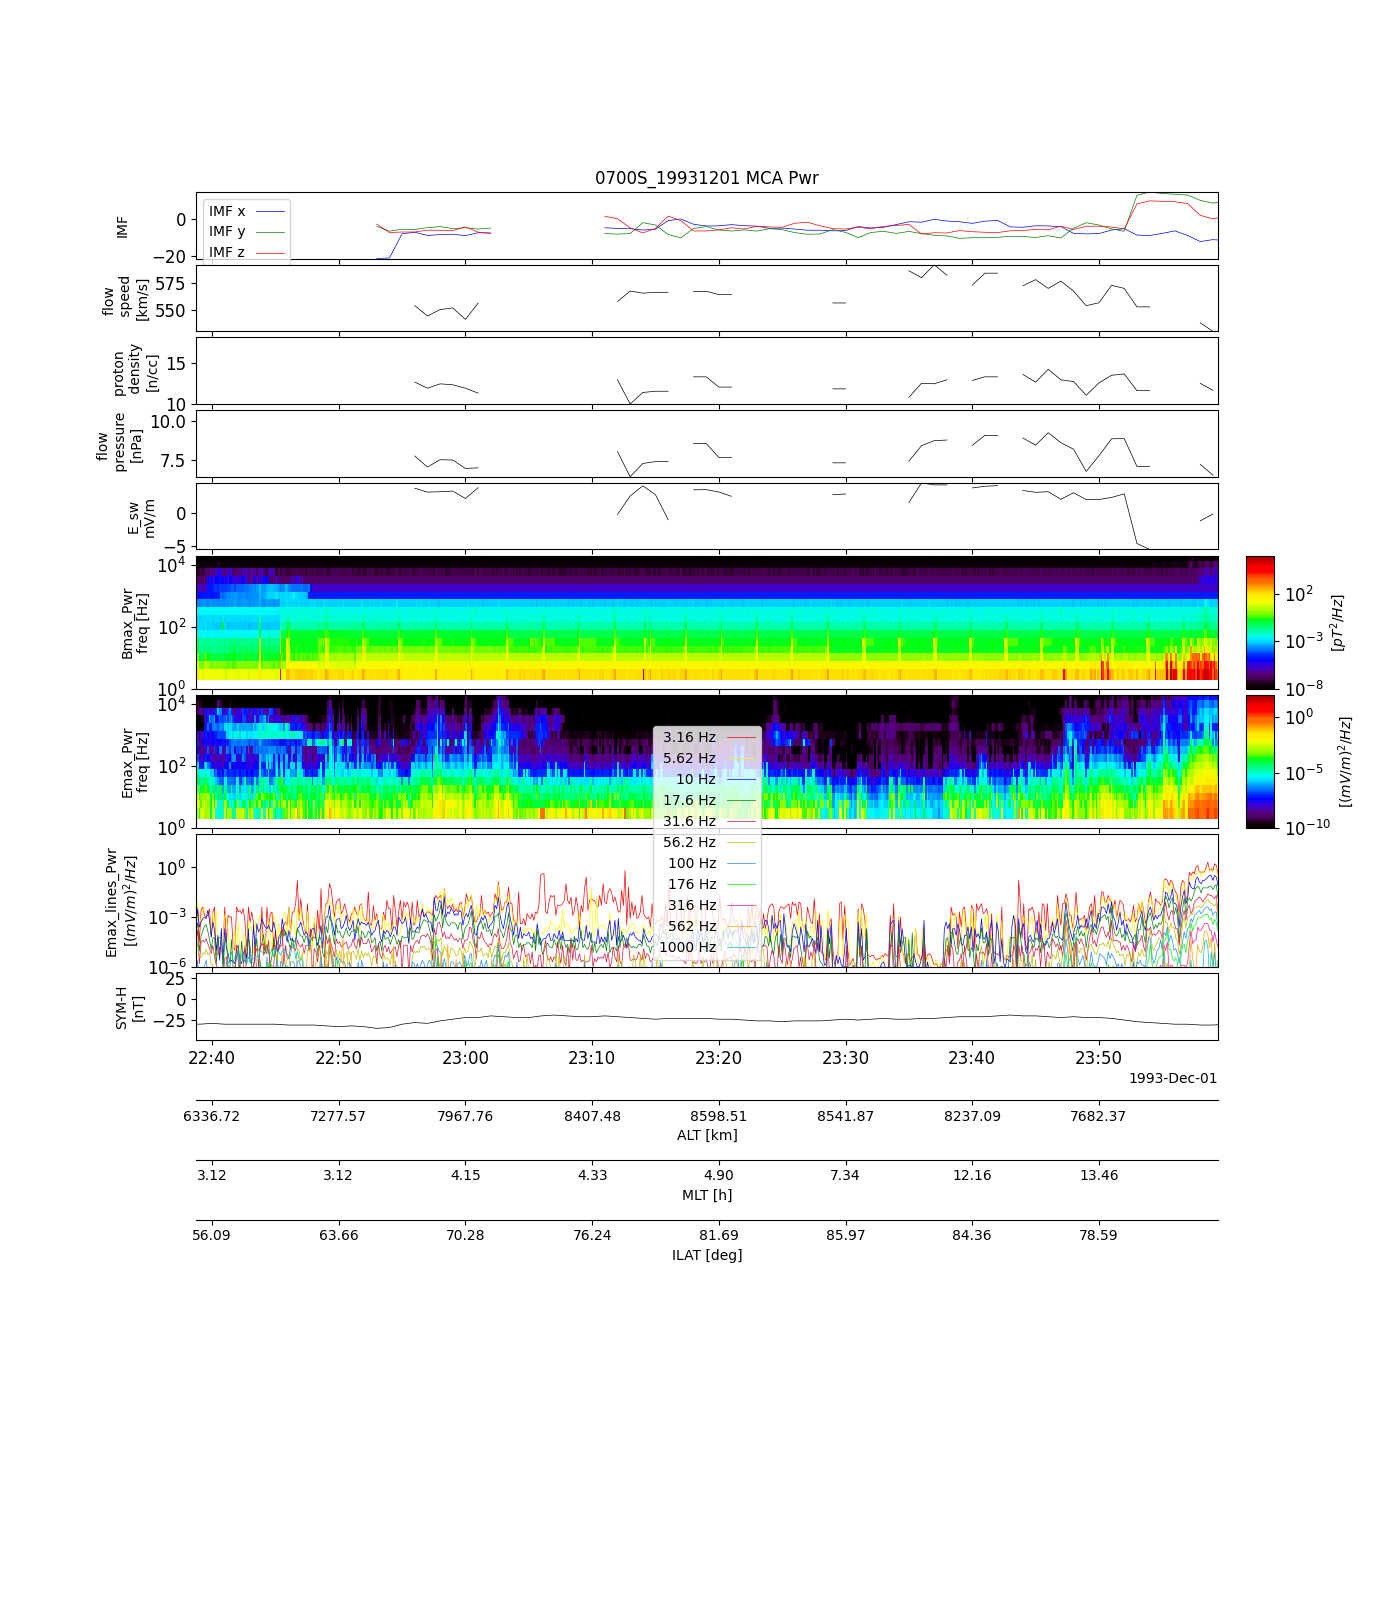 0700S_19931201 MCA Pwr
IMF
0
−20
IMF x
IMF y
IMF z
flow
speed
[km/s]
575
550
proton
density
[n/cc]
15
10
flow
pressure
[nPa]
10.0
7.5
E_sw
mV/m
0
−5
Bmax_Pwr
freq [Hz]
10^4
10^2
10^0
10^2
10^−3
10^−8
[pT^2/Hz]
Emax_Pwr
freq [Hz]
10^4
10^2
10^0
10^0
10^−5
10^−10
[(mV/m)^2/Hz]
3.16 Hz
5.62 Hz
10 Hz
17.6 Hz
31.6 Hz
56.2 Hz
100 Hz
176 Hz
316 Hz
562 Hz
1000 Hz
Emax_lines_Pwr
[(mV/m)^2/Hz]
10^0
10^−3
10^−6
SYM-H
[nT]
25
0
−25
22:40 22:50 23:00 23:10 23:20 23:30 23:40 23:50
1993-Dec-01
6336.72 7277.57 7967.76 8407.48 8598.51 8541.87 8237.09 7682.37
ALT [km]
3.12 3.12 4.15 4.33 4.90 7.34 12.16 13.46
MLT [h]
56.09 63.66 70.28 76.24 81.69 85.97 84.36 78.59
ILAT [deg]